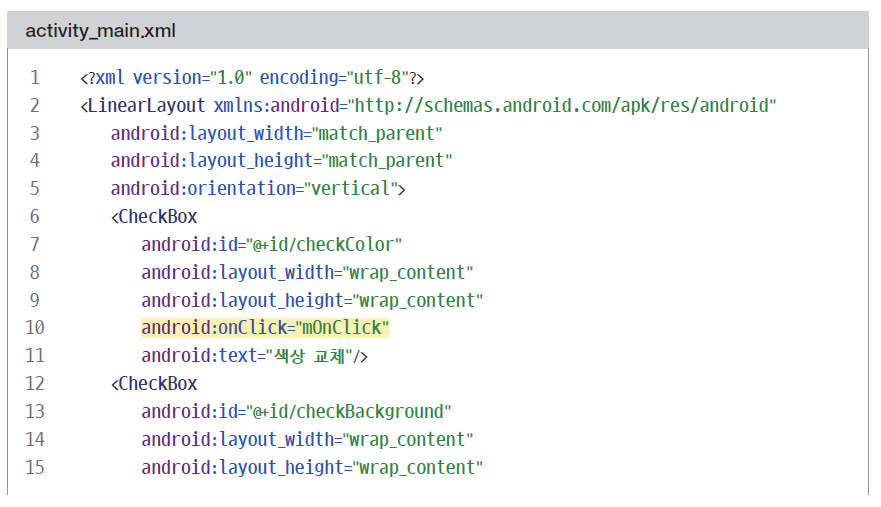 activity_main.xml
1 <?xml version="1.0" encoding="utf-8"?>
2 <LinearLayout xmlns:android="http://schemas.android.com/apk/res/android"
3 android:layout_width="match_parent"
4 android:layout_height="match_parent"
5 android:orientation="vertical">
6 <CheckBox
7 android:id="@+id/checkColor"
8 android:layout_width="wrap_content"
9 android:layout_height="wrap_content"
10 android:onClick="mOnClick"
11 android:text="색상 교체"/>
12 <CheckBox
13 android:id="@+id/checkBackground"
14 android:layout_width="wrap_content"
15 android:layout_height="wrap_content"